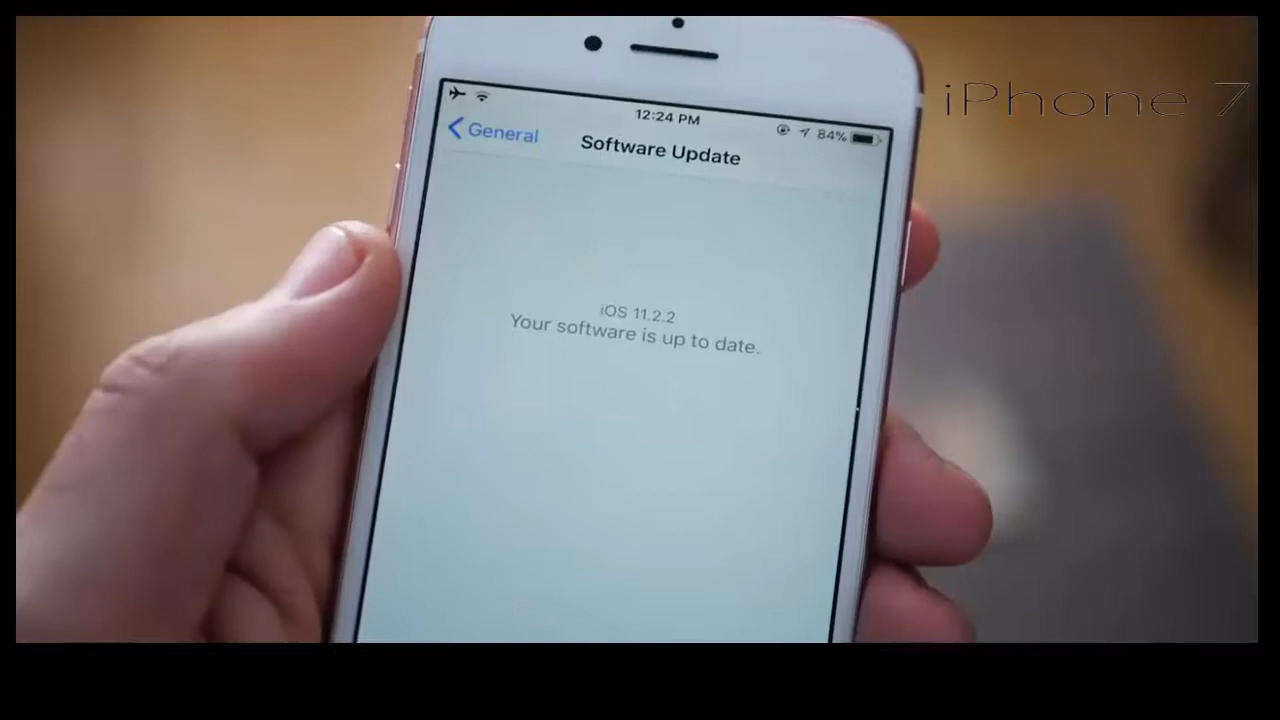 iPhone 7
12:24 PM
84%
General
Software Update
iOS 11.2.2
Your software is up to date.